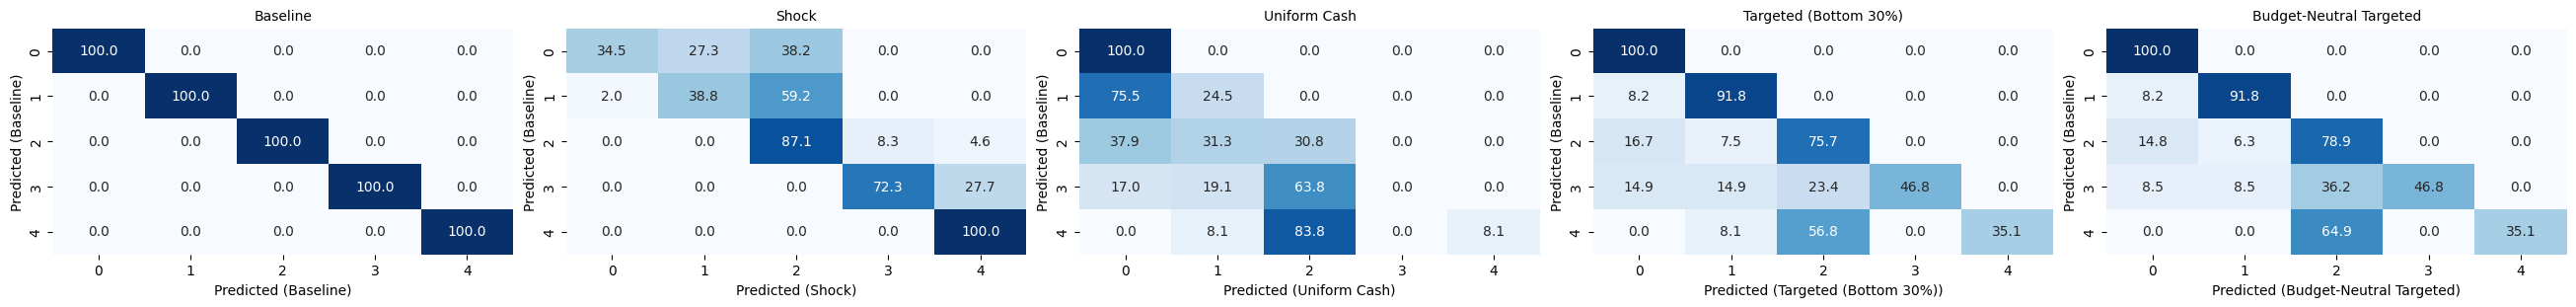 Baseline
Predicted (Baseline)
0 100.0 0.0 0.0 0.0 0.0
1 0.0 100.0 0.0 0.0 0.0
2 0.0 0.0 100.0 0.0 0.0
3 0.0 0.0 0.0 100.0 0.0
4 0.0 0.0 0.0 0.0 100.0
0 1 2 3 4
Predicted (Baseline)
Shock
Predicted (Baseline)
0 34.5 27.3 38.2 0.0 0.0
1 2.0 38.8 59.2 0.0 0.0
2 0.0 0.0 87.1 8.3 4.6
3 0.0 0.0 0.0 72.3 27.7
4 0.0 0.0 0.0 0.0 100.0
0 1 2 3 4
Predicted (Shock)
Uniform Cash
Predicted (Baseline)
0 100.0 0.0 0.0 0.0 0.0
1 75.5 24.5 0.0 0.0 0.0
2 37.9 31.3 30.8 0.0 0.0
3 17.0 19.1 63.8 0.0 0.0
4 0.0 8.1 83.8 0.0 8.1
0 1 2 3 4
Predicted (Uniform Cash)
Targeted (Bottom 30%)
Predicted (Baseline)
0 100.0 0.0 0.0 0.0 0.0
1 8.2 91.8 0.0 0.0 0.0
2 16.7 7.5 75.7 0.0 0.0
3 14.9 14.9 23.4 46.8 0.0
4 0.0 8.1 56.8 0.0 35.1
0 1 2 3 4
Predicted (Targeted (Bottom 30%))
Budget-Neutral Targeted
Predicted (Baseline)
0 100.0 0.0 0.0 0.0 0.0
1 8.2 91.8 0.0 0.0 0.0
2 14.8 6.3 78.9 0.0 0.0
3 8.5 8.5 36.2 46.8 0.0
4 0.0 0.0 64.9 0.0 35.1
0 1 2 3 4
Predicted (Budget-Neutral Targeted)